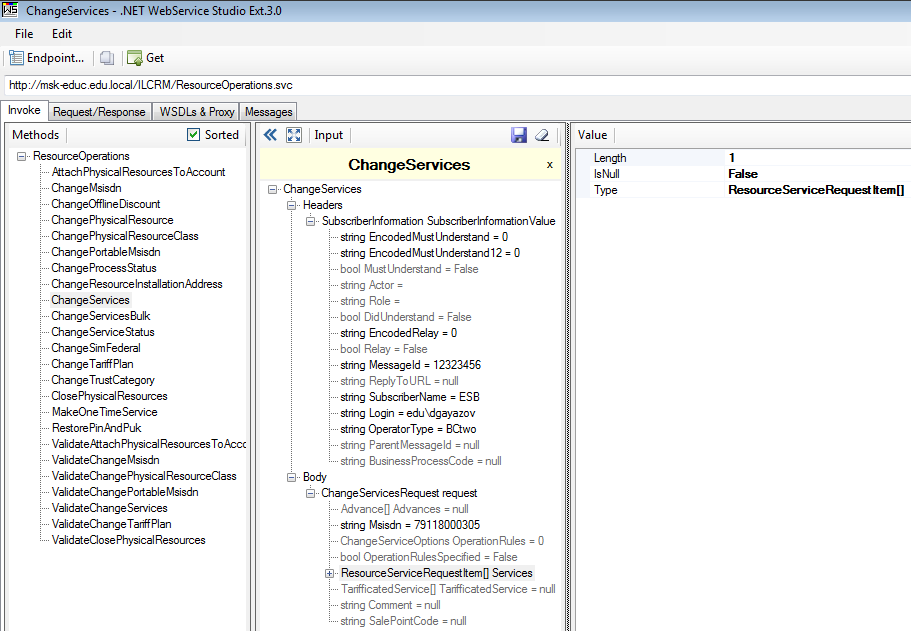 ChangeServices - .NET WebService Studio Ext.3.0
File Edit
Endpoint... Get
http://msk-educ.edu.local/ILCRM/ResourceOperations.svc
Invoke Request/Response WSDLs & Proxy Messages
Methods Sorted
ResourceOperations
AttachPhysicalResourcesToAccount
ChangeMsisdn
ChangeOfflineDiscount
ChangePhysicalResource
ChangePhysicalResourceClass
ChangePortableMsisdn
ChangeProcessStatus
ChangeResourceInstallationAddress
ChangeServices
ChangeServicesBulk
ChangeServiceStatus
ChangeSimFederal
ChangeTariffPlan
ChangeTrustCategory
ClosePhysicalResources
MakeOneTimeService
RestorePinAndPuk
ValidateAttachPhysicalResourcesToAcco
ValidateChangeMsisdn
ValidateChangePhysicalResourceClass
ValidateChangePortableMsisdn
ValidateChangeServices
ValidateChangeTariffPlan
ValidateClosePhysicalResources
Input
ChangeServices x
ChangeServices
Headers
SubscriberInformation SubscriberInformationValue
string EncodedMustUnderstand = 0
string EncodedMustUnderstand12 = 0
bool MustUnderstand = False
string Actor =
string Role =
bool DidUnderstand = False
string EncodedRelay = 0
bool Relay = False
string MessageId = 12323456
string ReplyToURL = null
string SubscriberName = ESB
string Login = edu\dgayazov
string OperatorType = BCtwo
string ParentMessageId = null
string BusinessProcessCode = null
Body
ChangeServicesRequest request
Advance[] Advances = null
string Msisdn = 79118000305
ChangeServiceOptions OperationRules = 0
bool OperationRulesSpecified = False
ResourceServiceRequestItem[] Services
TarifficatedService[] TarifficatedService = null
string Comment = null
string SalePointCode = null
Value
Length 1
IsNull False
Type ResourceServiceRequestItem[]